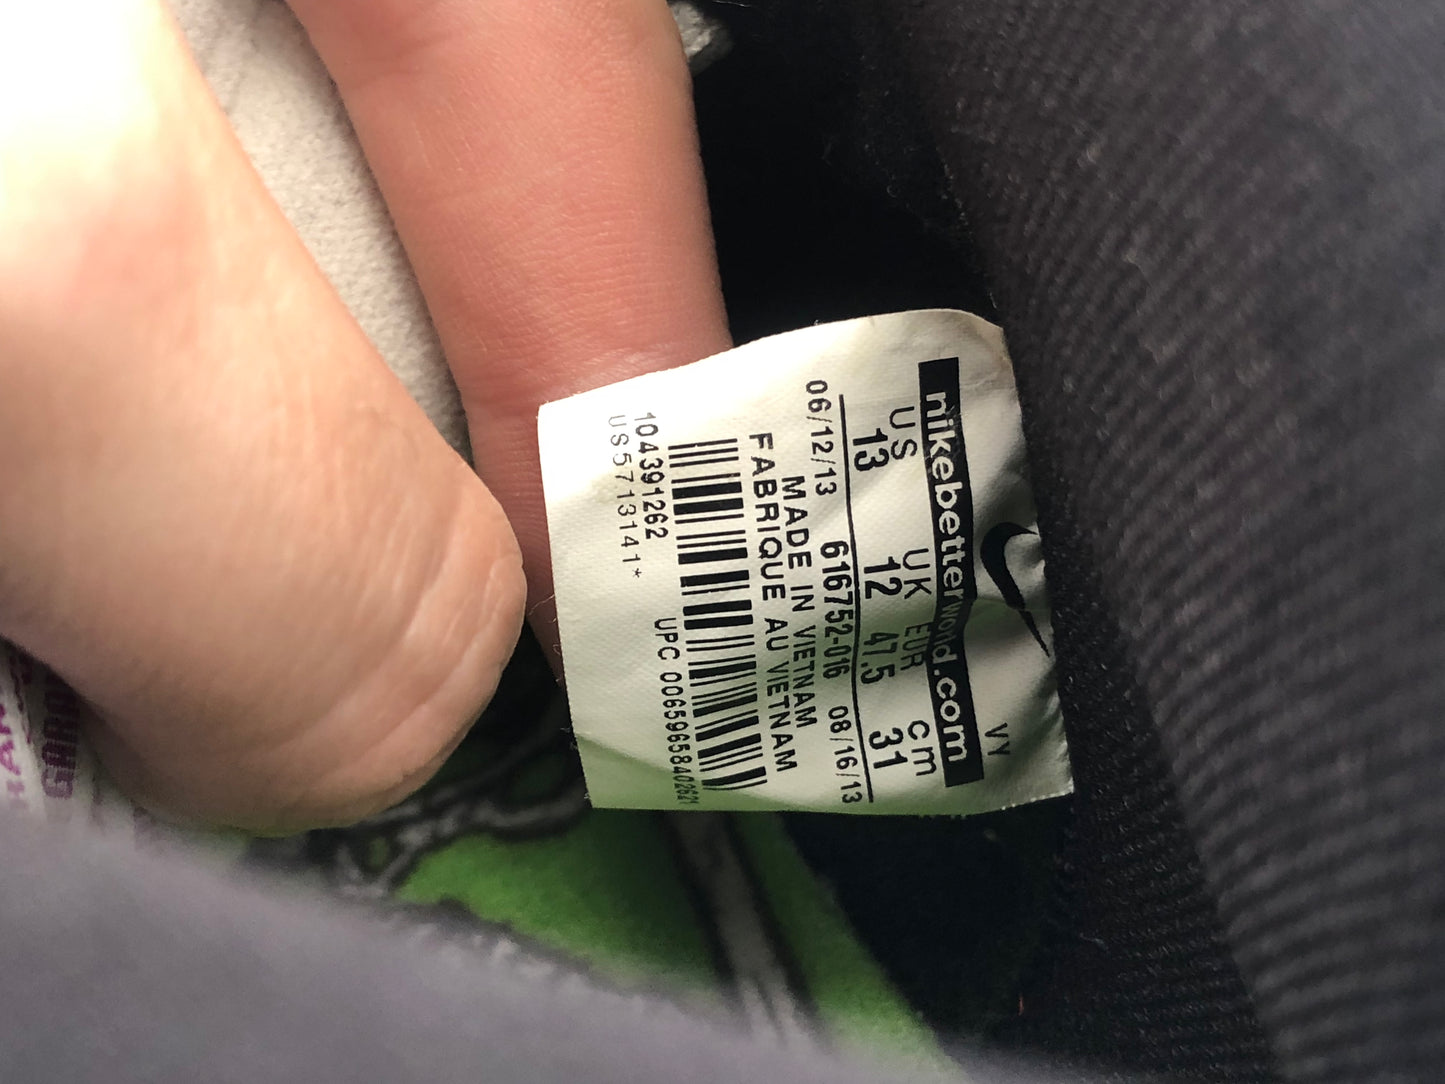 VY
nikebetterworld.com
US UK EUR cm
13 12 47.5 31
06/12/13 616752-016 08/16/13
MADE IN VIETNAM
FABRIQUE AU VIETNAM
UPC 00659658402621
104391262
US5713141*